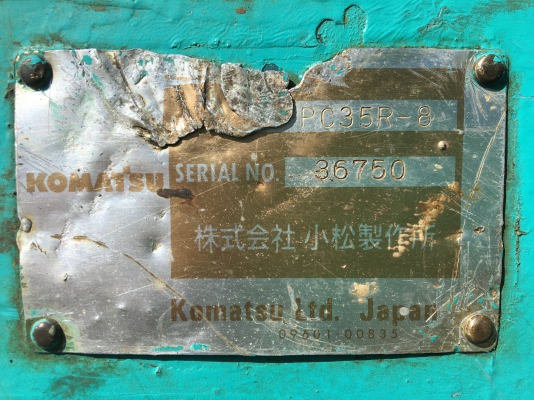 PC35R-8
KOMATSU
SERIAL NO. 36750
株式会社 小松製作所
Komatsu Ltd. Japan
09601-00835